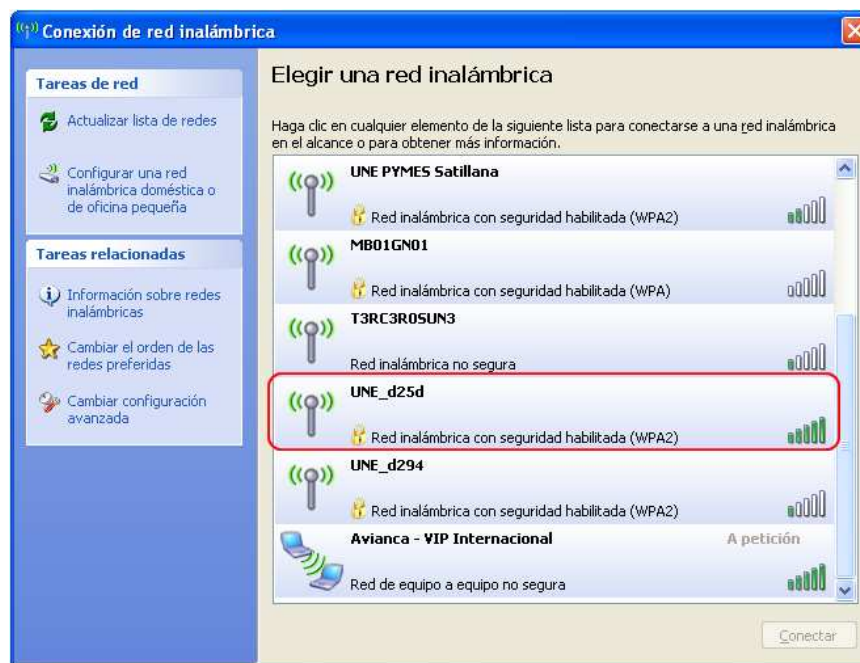 Conexión de red inalámbrica
Tareas de red
Actualizar lista de redes
Configurar una red
inalámbrica doméstica o
de oficina pequeña
Tareas relacionadas
Información sobre redes
inalámbricas
Cambiar el orden de las
redes preferidas
Cambiar configuración
avanzada
Elegir una red inalámbrica
Haga clic en cualquier elemento de la siguiente lista para conectarse a una red inalámbrica
en el alcance o para obtener más información.
UNE PYMES Satillana
Red inalámbrica con seguridad habilitada (WPA2)
MB01GN01
Red inalámbrica con seguridad habilitada (WPA)
T3RC3R0SUN3
Red inalámbrica no segura
UNE_d25d
Red inalámbrica con seguridad habilitada (WPA2)
UNE_d294
Red inalámbrica con seguridad habilitada (WPA2)
Avianca - VIP Internacional A petición
Red de equipo a equipo no segura
Conectar